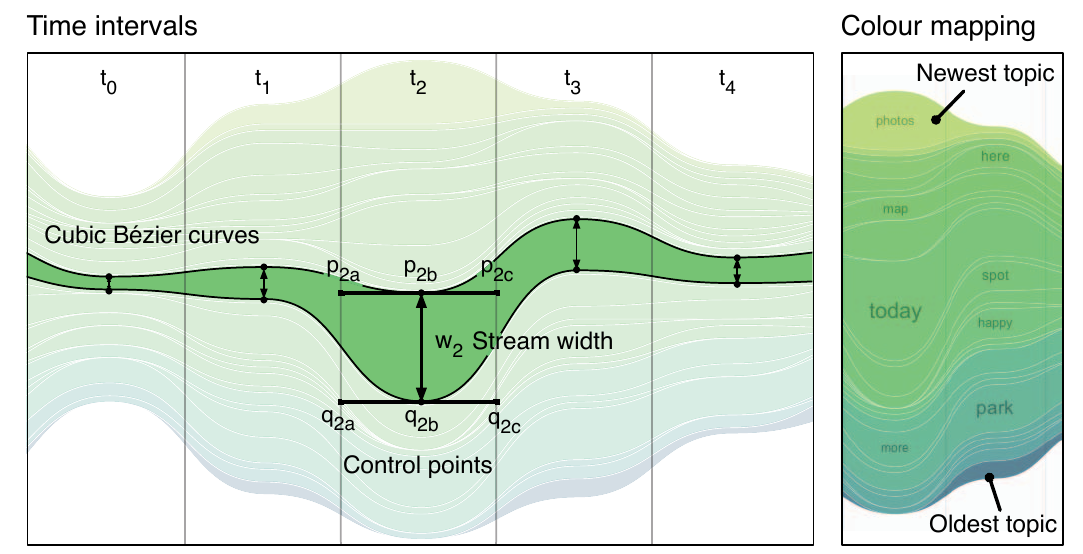 Time intervals
t0
t1
t2
t3
t4
Cubic Bézier curves
p2a
p2b
p2c
w2 Stream width
q2a
q2b
q2c
Control points
Colour mapping
Newest topic
photos
here
map
spot
today
happy
park
more
Oldest topic